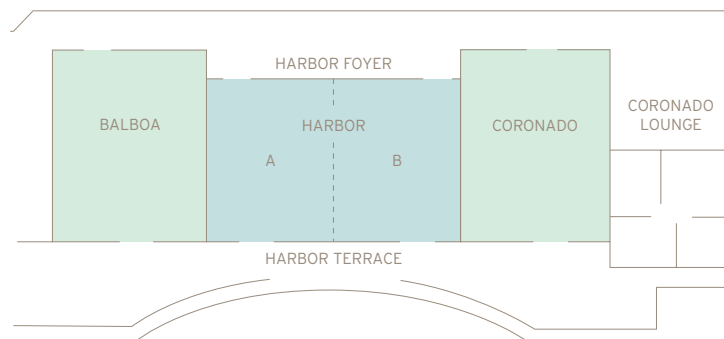 HARBOR FOYER
BALBOA
HARBOR
CORONADO
CORONADO
LOUNGE
A
B
HARBOR TERRACE